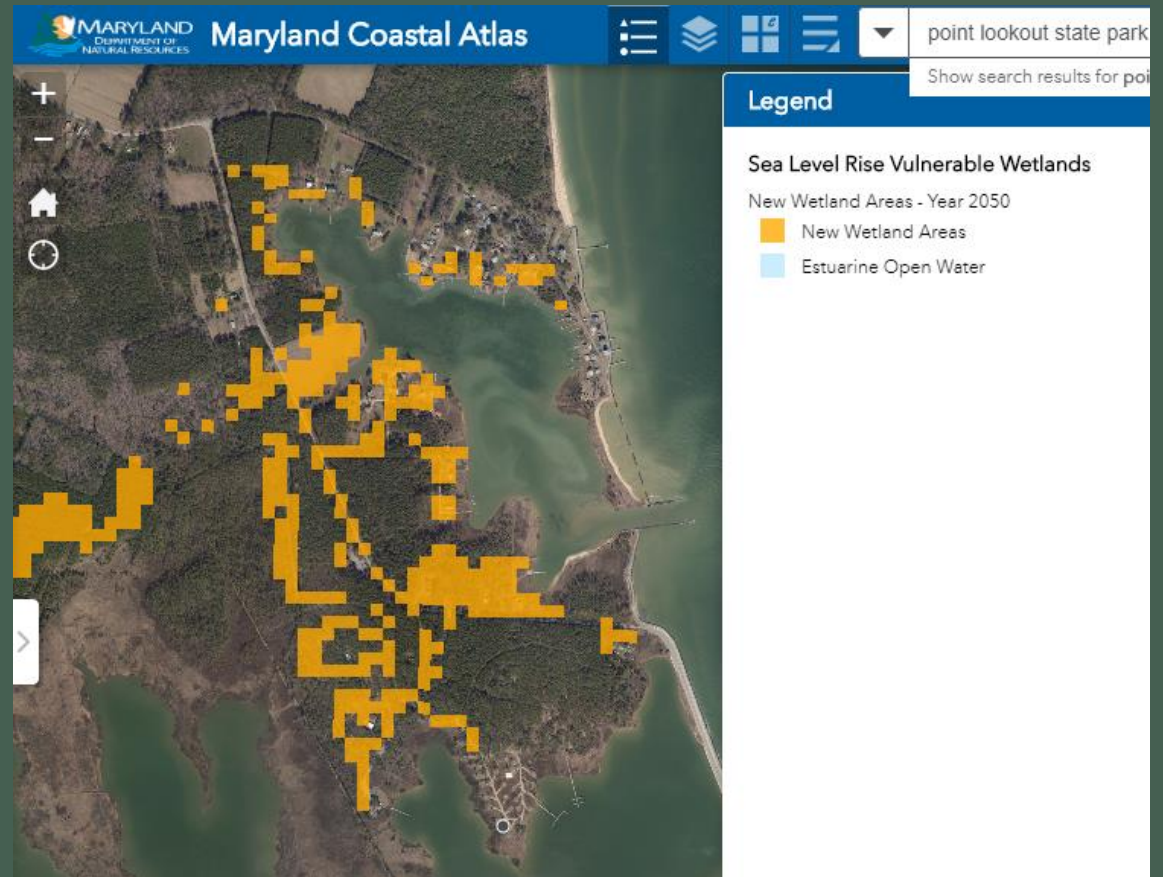 MARYLAND
DEPARTMENT OF
NATURAL RESOURCES
Maryland Coastal Atlas
point lookout state park
Show search results for poi
Legend
Sea Level Rise Vulnerable Wetlands
New Wetland Areas - Year 2050
New Wetland Areas
Estuarine Open Water